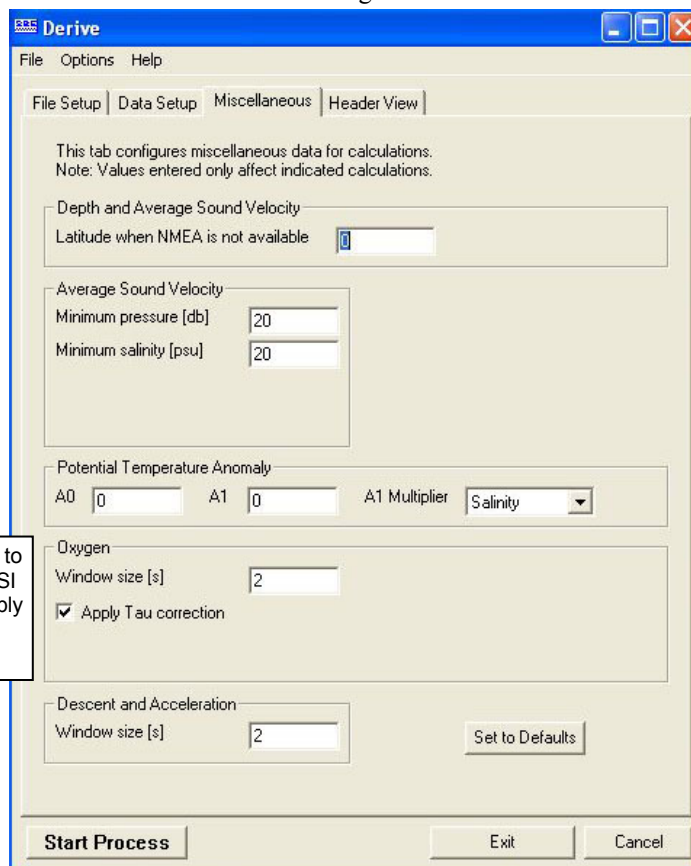 Derive
File Options Help
File Setup Data Setup Miscellaneous Header View
This tab configures miscellaneous data for calculations.
Note: Values entered only affect indicated calculations.
Depth and Average Sound Velocity
Latitude when NMEA is not available 0
Average Sound Velocity
Minimum pressure [db] 20
Minimum salinity [psu] 20
Potential Temperature Anomaly
A0 0 A1 0 A1 Multiplier Salinity
to
Oxygen
Window size [s] 2
Apply Tau correction
Descent and Acceleration
Window size [s] 2
Set to Defaults
Start Process Exit Cancel